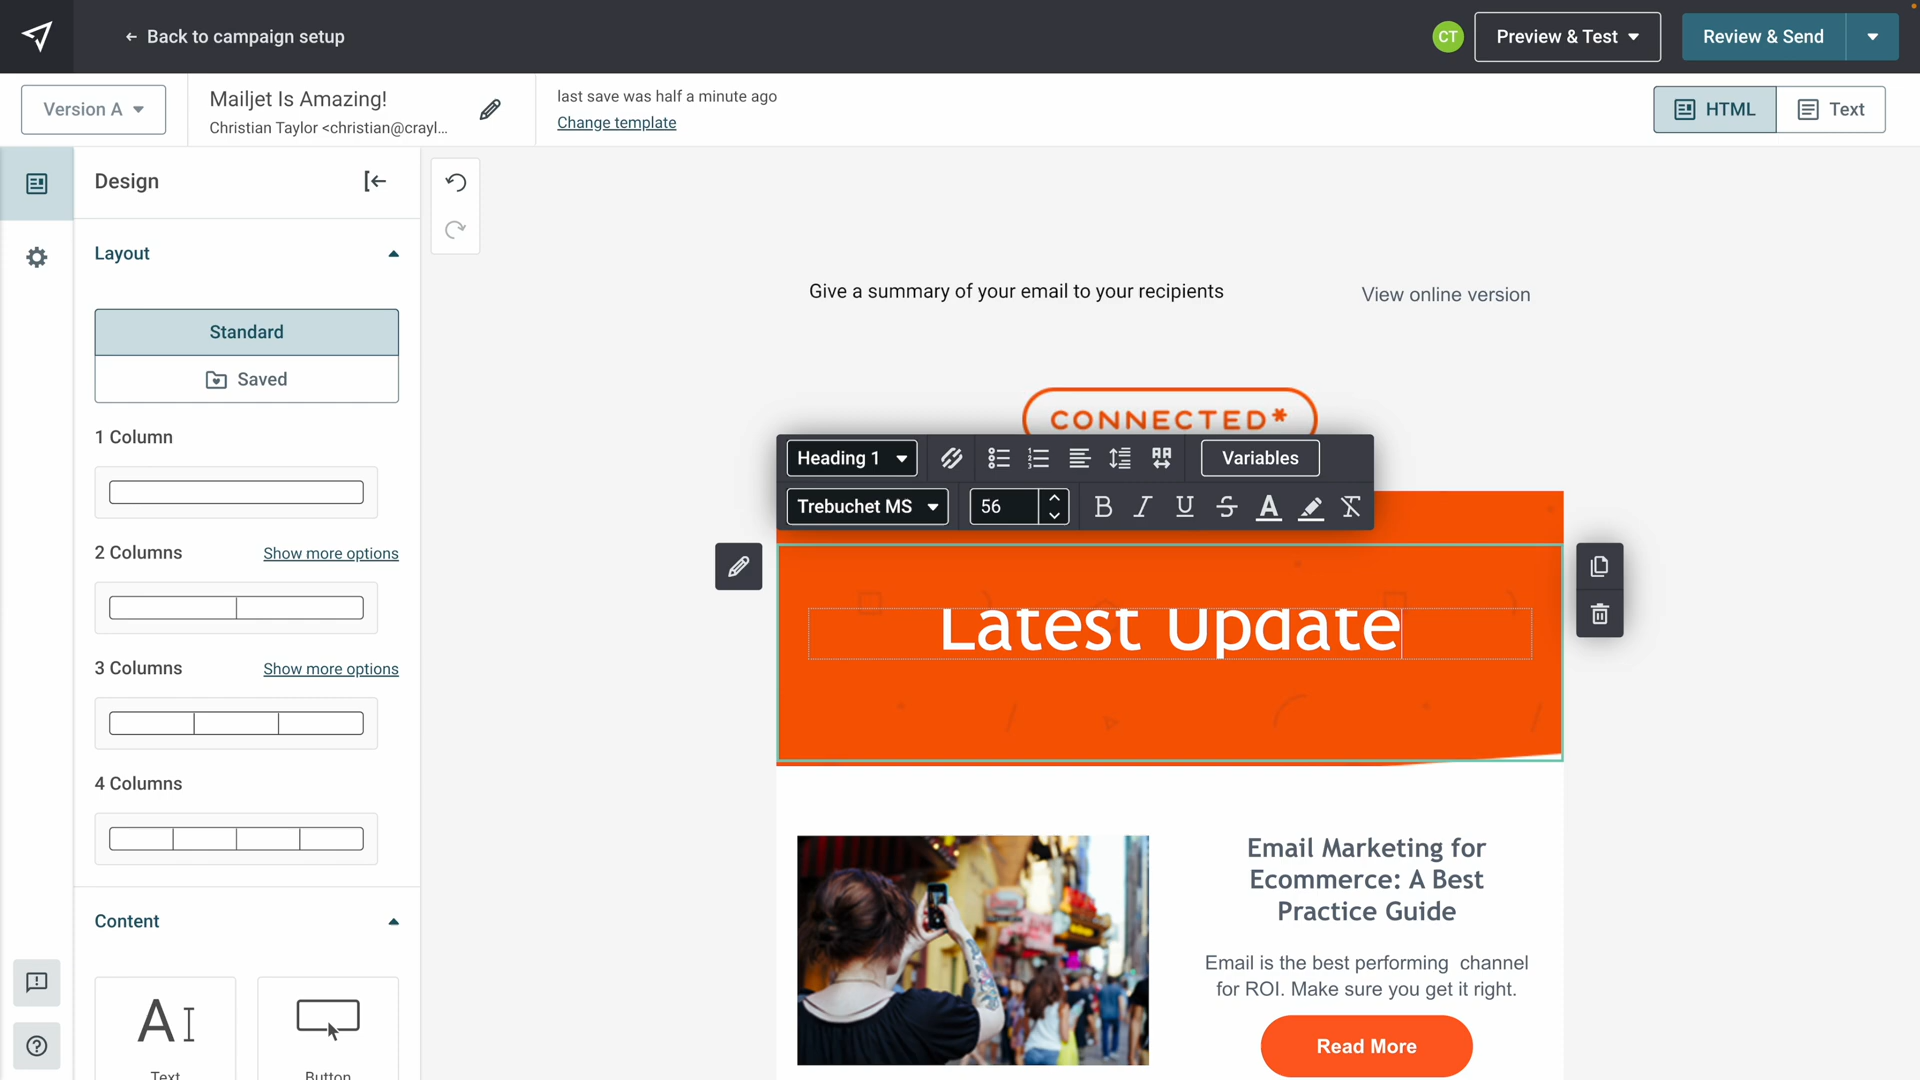 ← Back to campaign setup
CT
Preview & Test
Review & Send
Version A
Mailjet Is Amazing!
Christian Taylor <christian@crayl...
last save was half a minute ago
Change template
HTML
Text
Design
Layout
Standard
Saved
1 Column
2 Columns
Show more options
3 Columns
Show more options
4 Columns
Content
Text
Button
Give a summary of your email to your recipients
View online version
CONNECTED*
Heading 1
Variables
Trebuchet MS
56
B I U S A
Latest Update
Email Marketing for
Ecommerce: A Best
Practice Guide
Email is the best performing  channel
for ROI. Make sure you get it right.
Read More